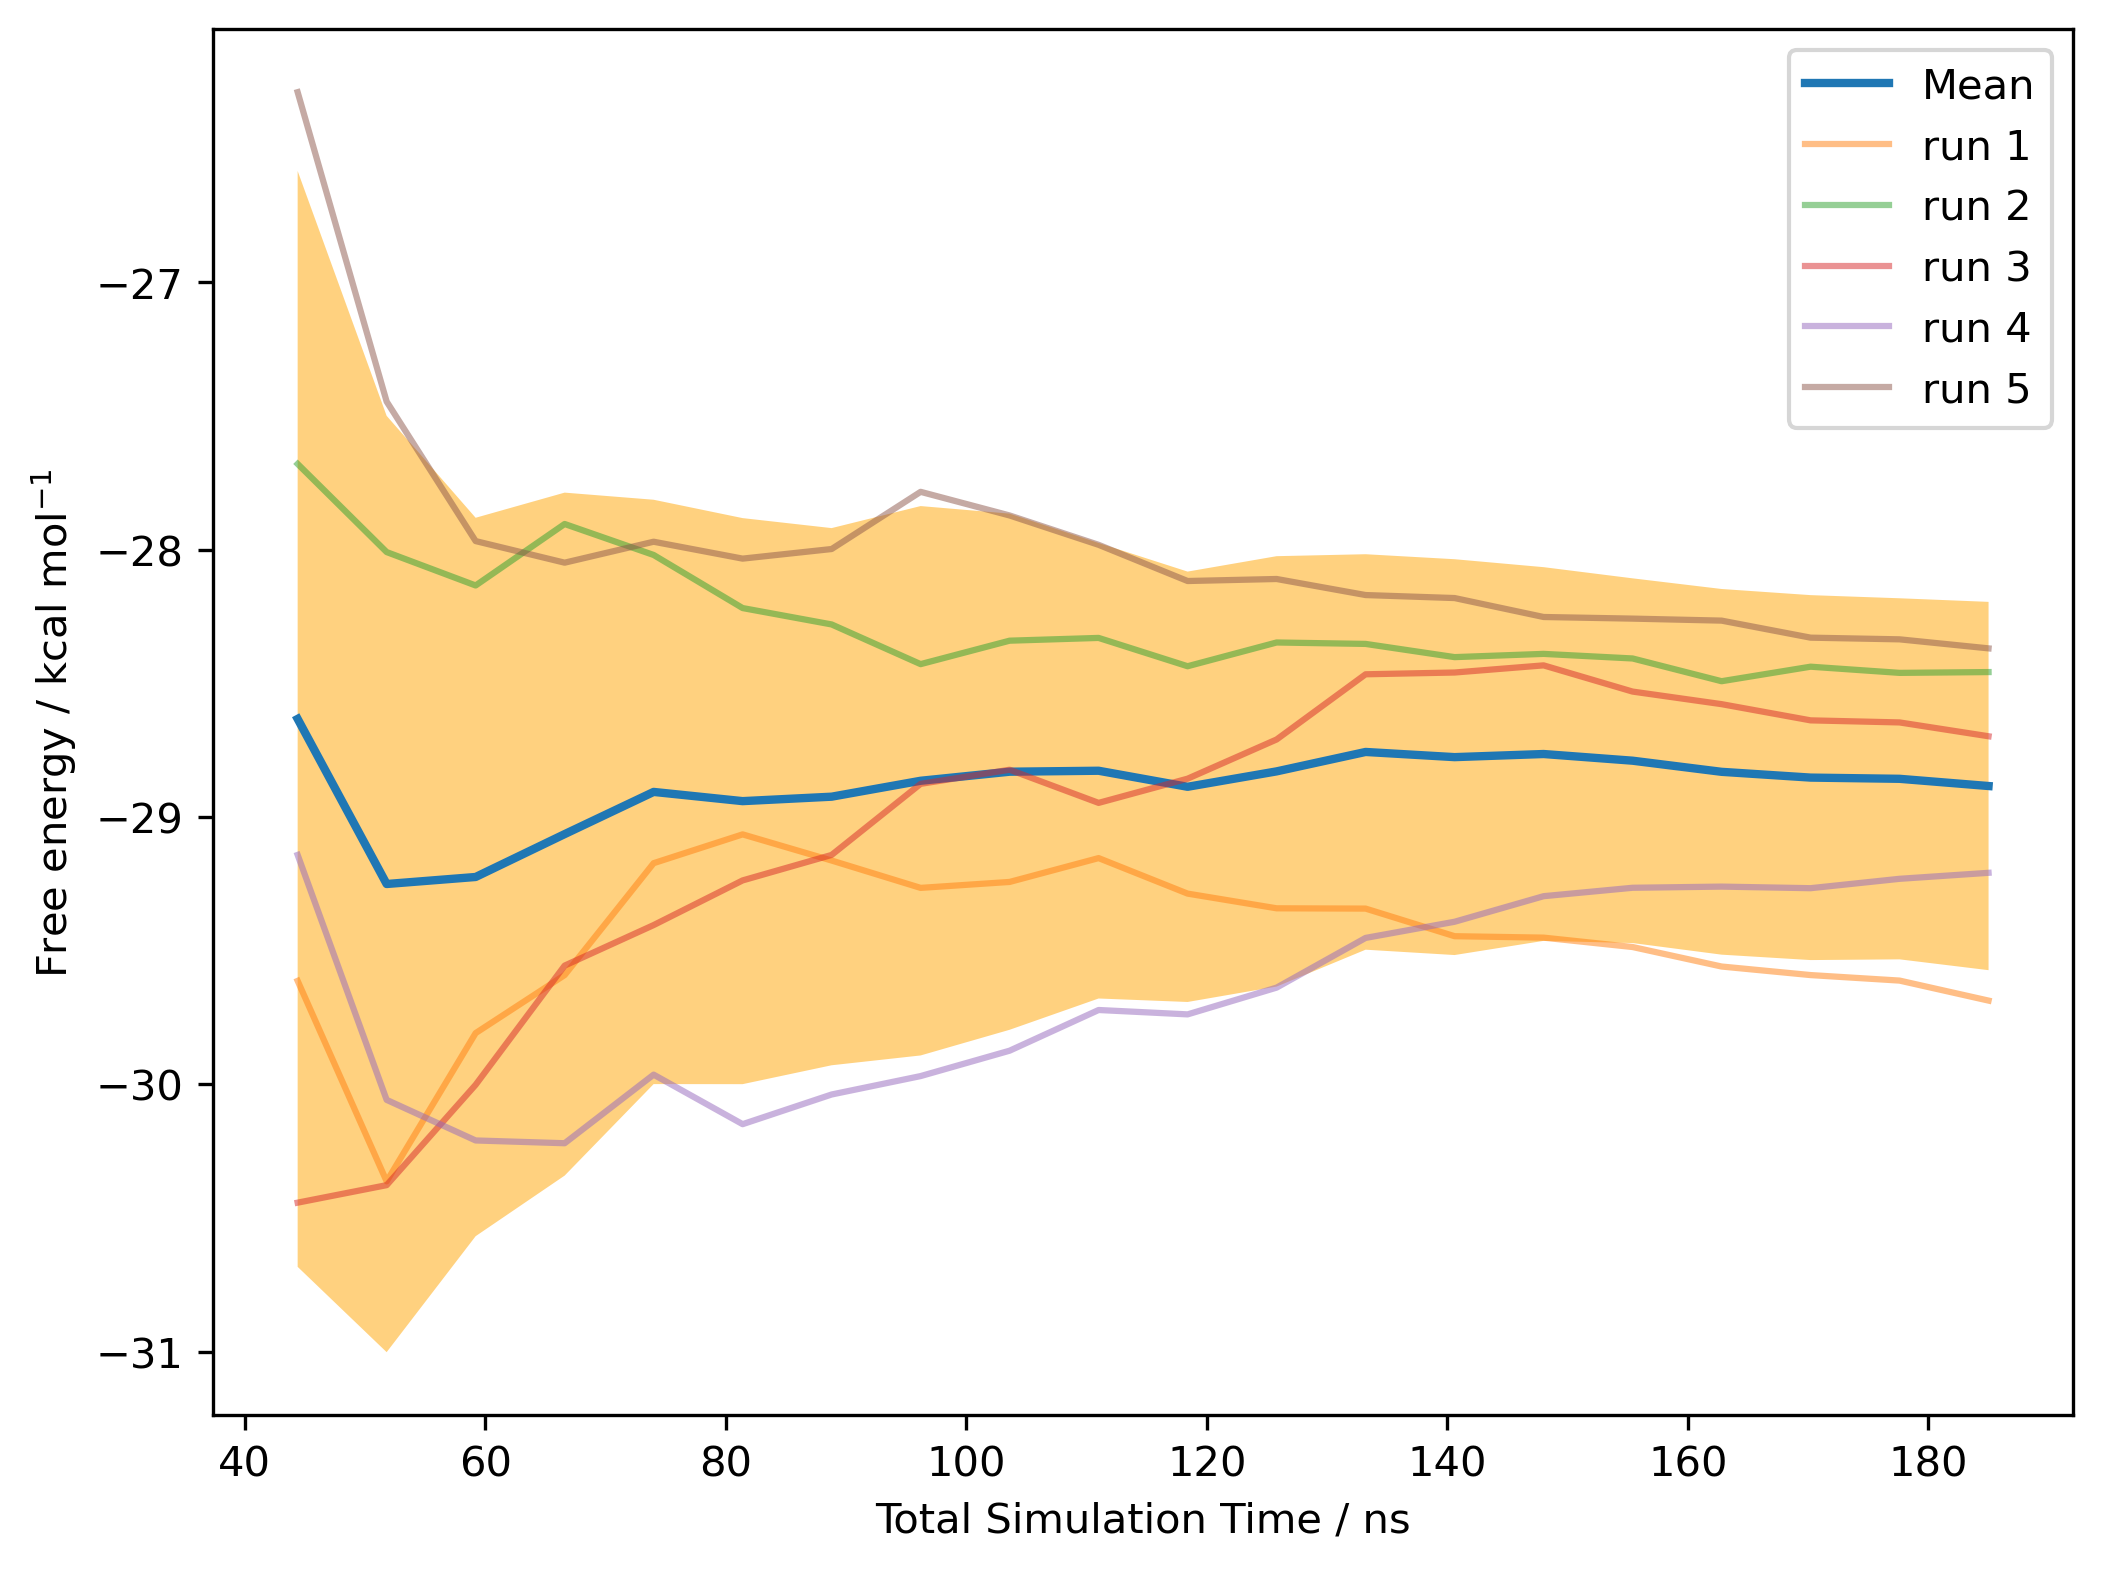 Mean
run 1
run 2
run 3
run 4
run 5
Free energy / kcal mol⁻¹
−27
−28
−29
−30
−31
40 60 80 100 120 140 160 180
Total Simulation Time / ns